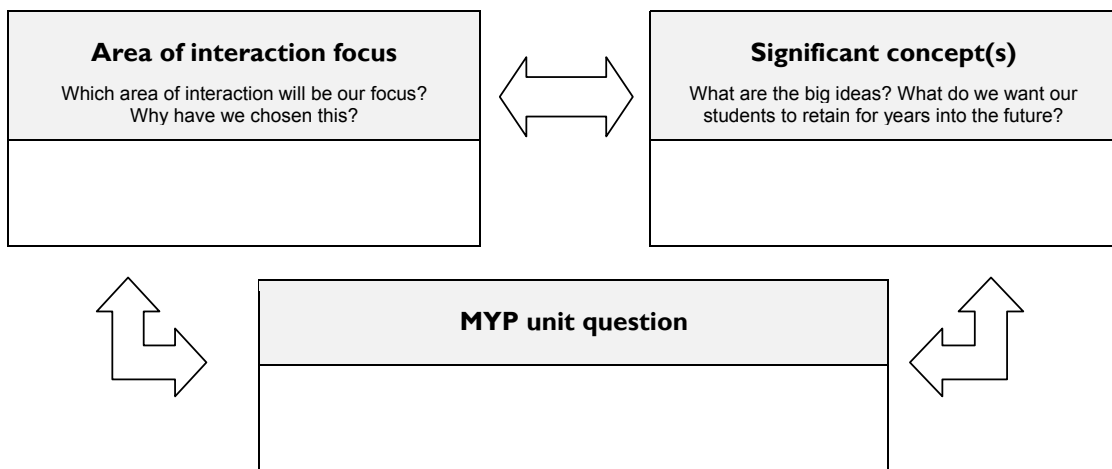 Area of interaction focus
Which area of interaction will be our focus?
Why have we chosen this?
Significant concept(s)
What are the big ideas? What do we want our
students to retain for years into the future?
MYP unit question